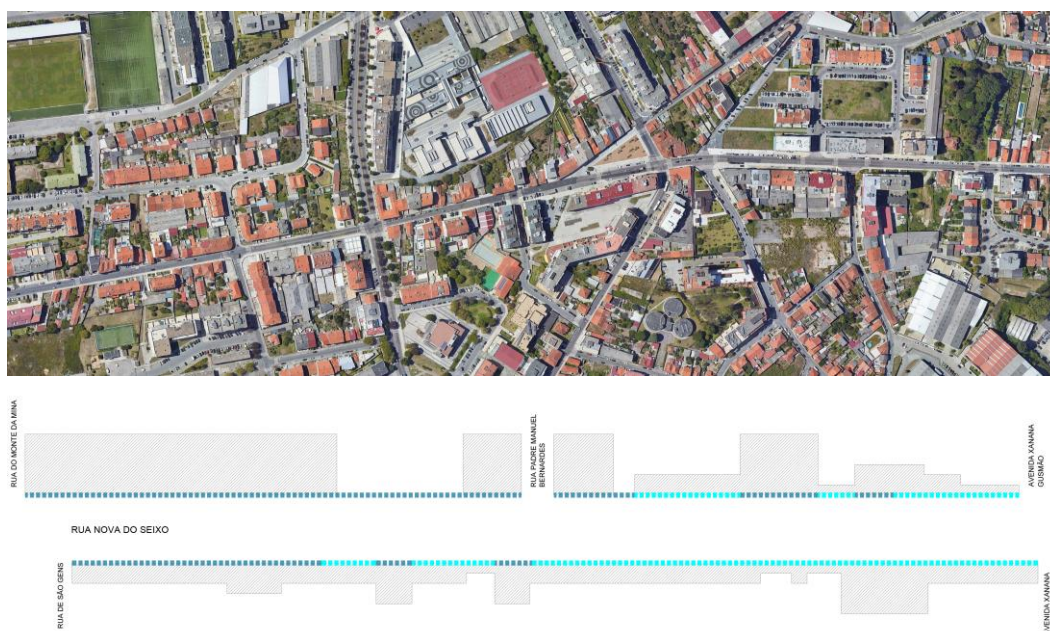 RUA DO MONTE DA MINA
RUA PADRE MANUEL
BERNARDES
AVENIDA XANANA
GUSMÃO
RUA NOVA DO SEIXO
RUA DE SÃO GENS
VENIDA XANANA